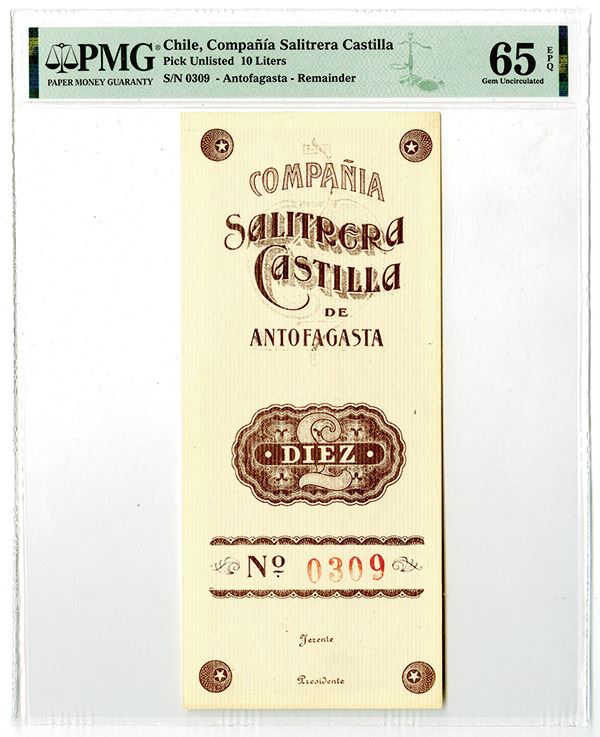 PMG®
PAPER MONEY GUARANTY
Chile, Compañía Salitrera Castilla
Pick Unlisted 10 Liters
S/N 0309 - Antofagasta - Remainder
65 EPQ
Gem Uncirculated
COMPAÑIA
SALITRERA
CASTILLA
DE
ANTOFAGASTA
£
· DIEZ ·
Nº 0309
Jerente
Presidente